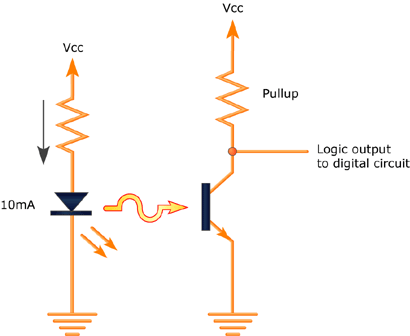 Vcc
Vcc
Pullup
Logic output
to digital circuit
10mA